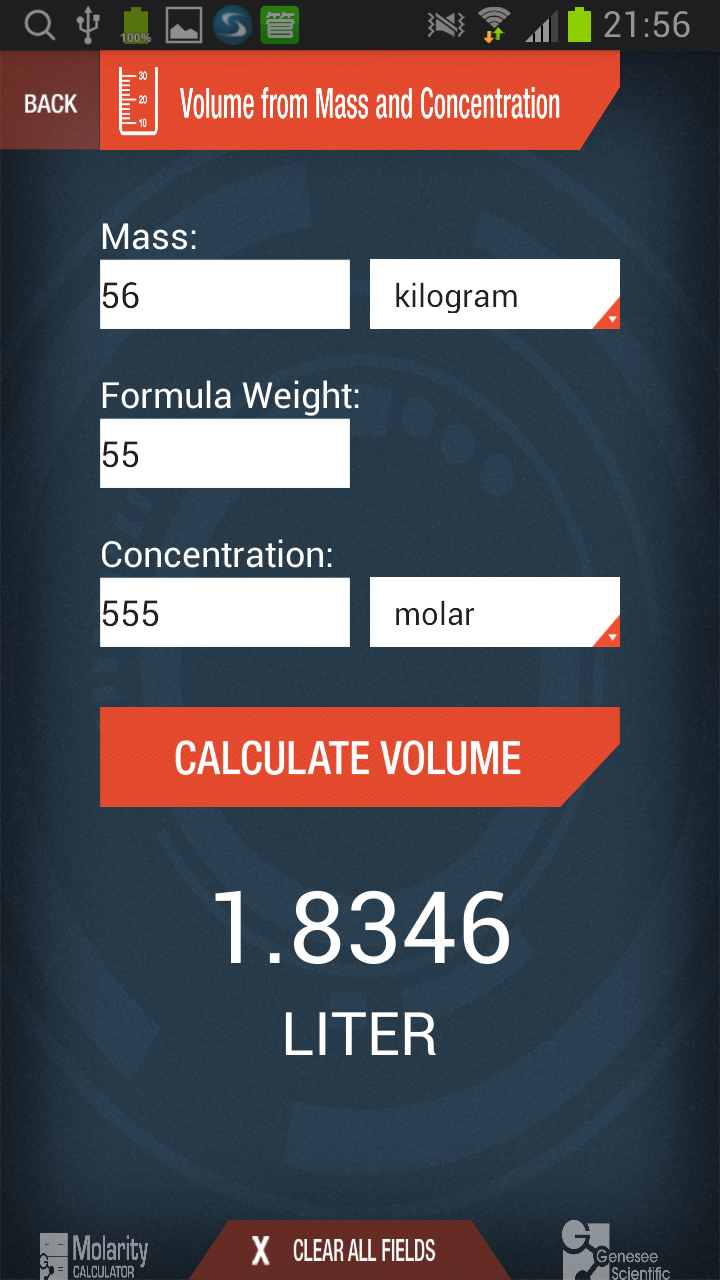 100%
管
21:56
BACK
30
20
10
Volume from Mass and Concentration
Mass:
56
kilogram
Formula Weight:
55
Concentration:
555
molar
CALCULATE VOLUME
1.8346
LITER
Molarity
CALCULATOR
X CLEAR ALL FIELDS
Genesee
Scientific